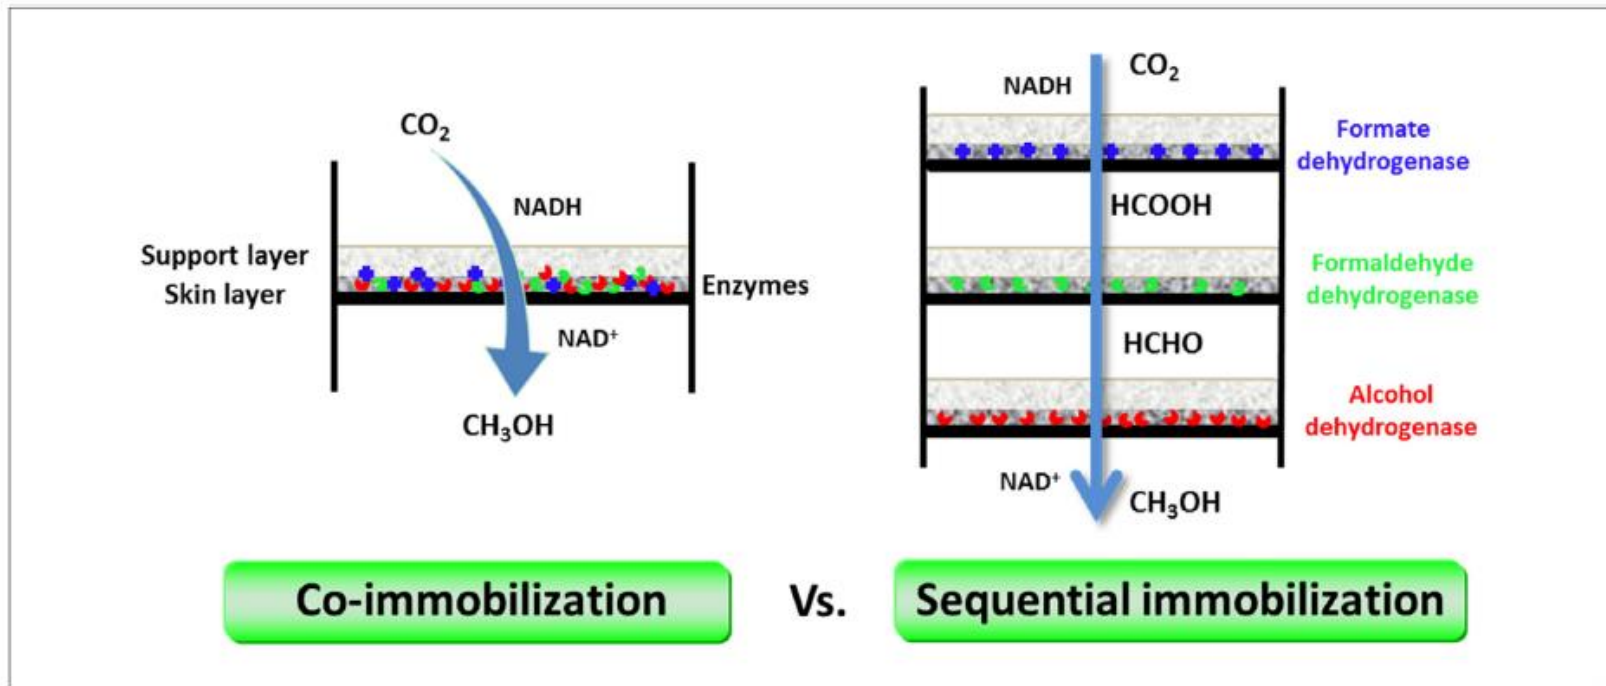 CO₂
NADH
Support layer
Skin layer
Enzymes
NAD⁺
CH₃OH
Co-immobilization
Vs.
CO₂
NADH
Formate
dehydrogenase
HCOOH
Formaldehyde
dehydrogenase
HCHO
Alcohol
dehydrogenase
NAD⁺
CH₃OH
Sequential immobilization